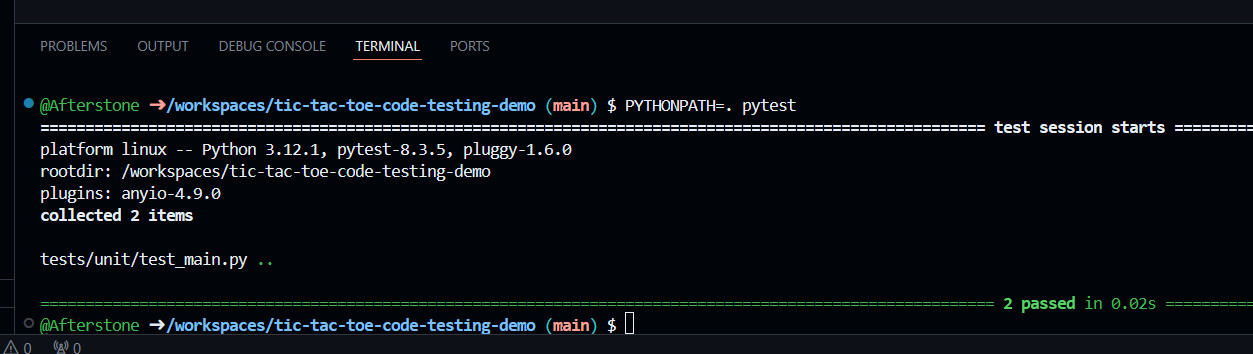 PROBLEMS OUTPUT DEBUG CONSOLE TERMINAL PORTS
@Afterstone ➜/workspaces/tic-tac-toe-code-testing-demo (main) $ PYTHONPATH=. pytest
========================================================================================================= test session starts =========
platform linux -- Python 3.12.1, pytest-8.3.5, pluggy-1.6.0
rootdir: /workspaces/tic-tac-toe-code-testing-demo
plugins: anyio-4.9.0
collected 2 items
tests/unit/test_main.py ..
========================================================================================================== 2 passed in 0.02s ==========
@Afterstone ➜/workspaces/tic-tac-toe-code-testing-demo (main) $
0 0